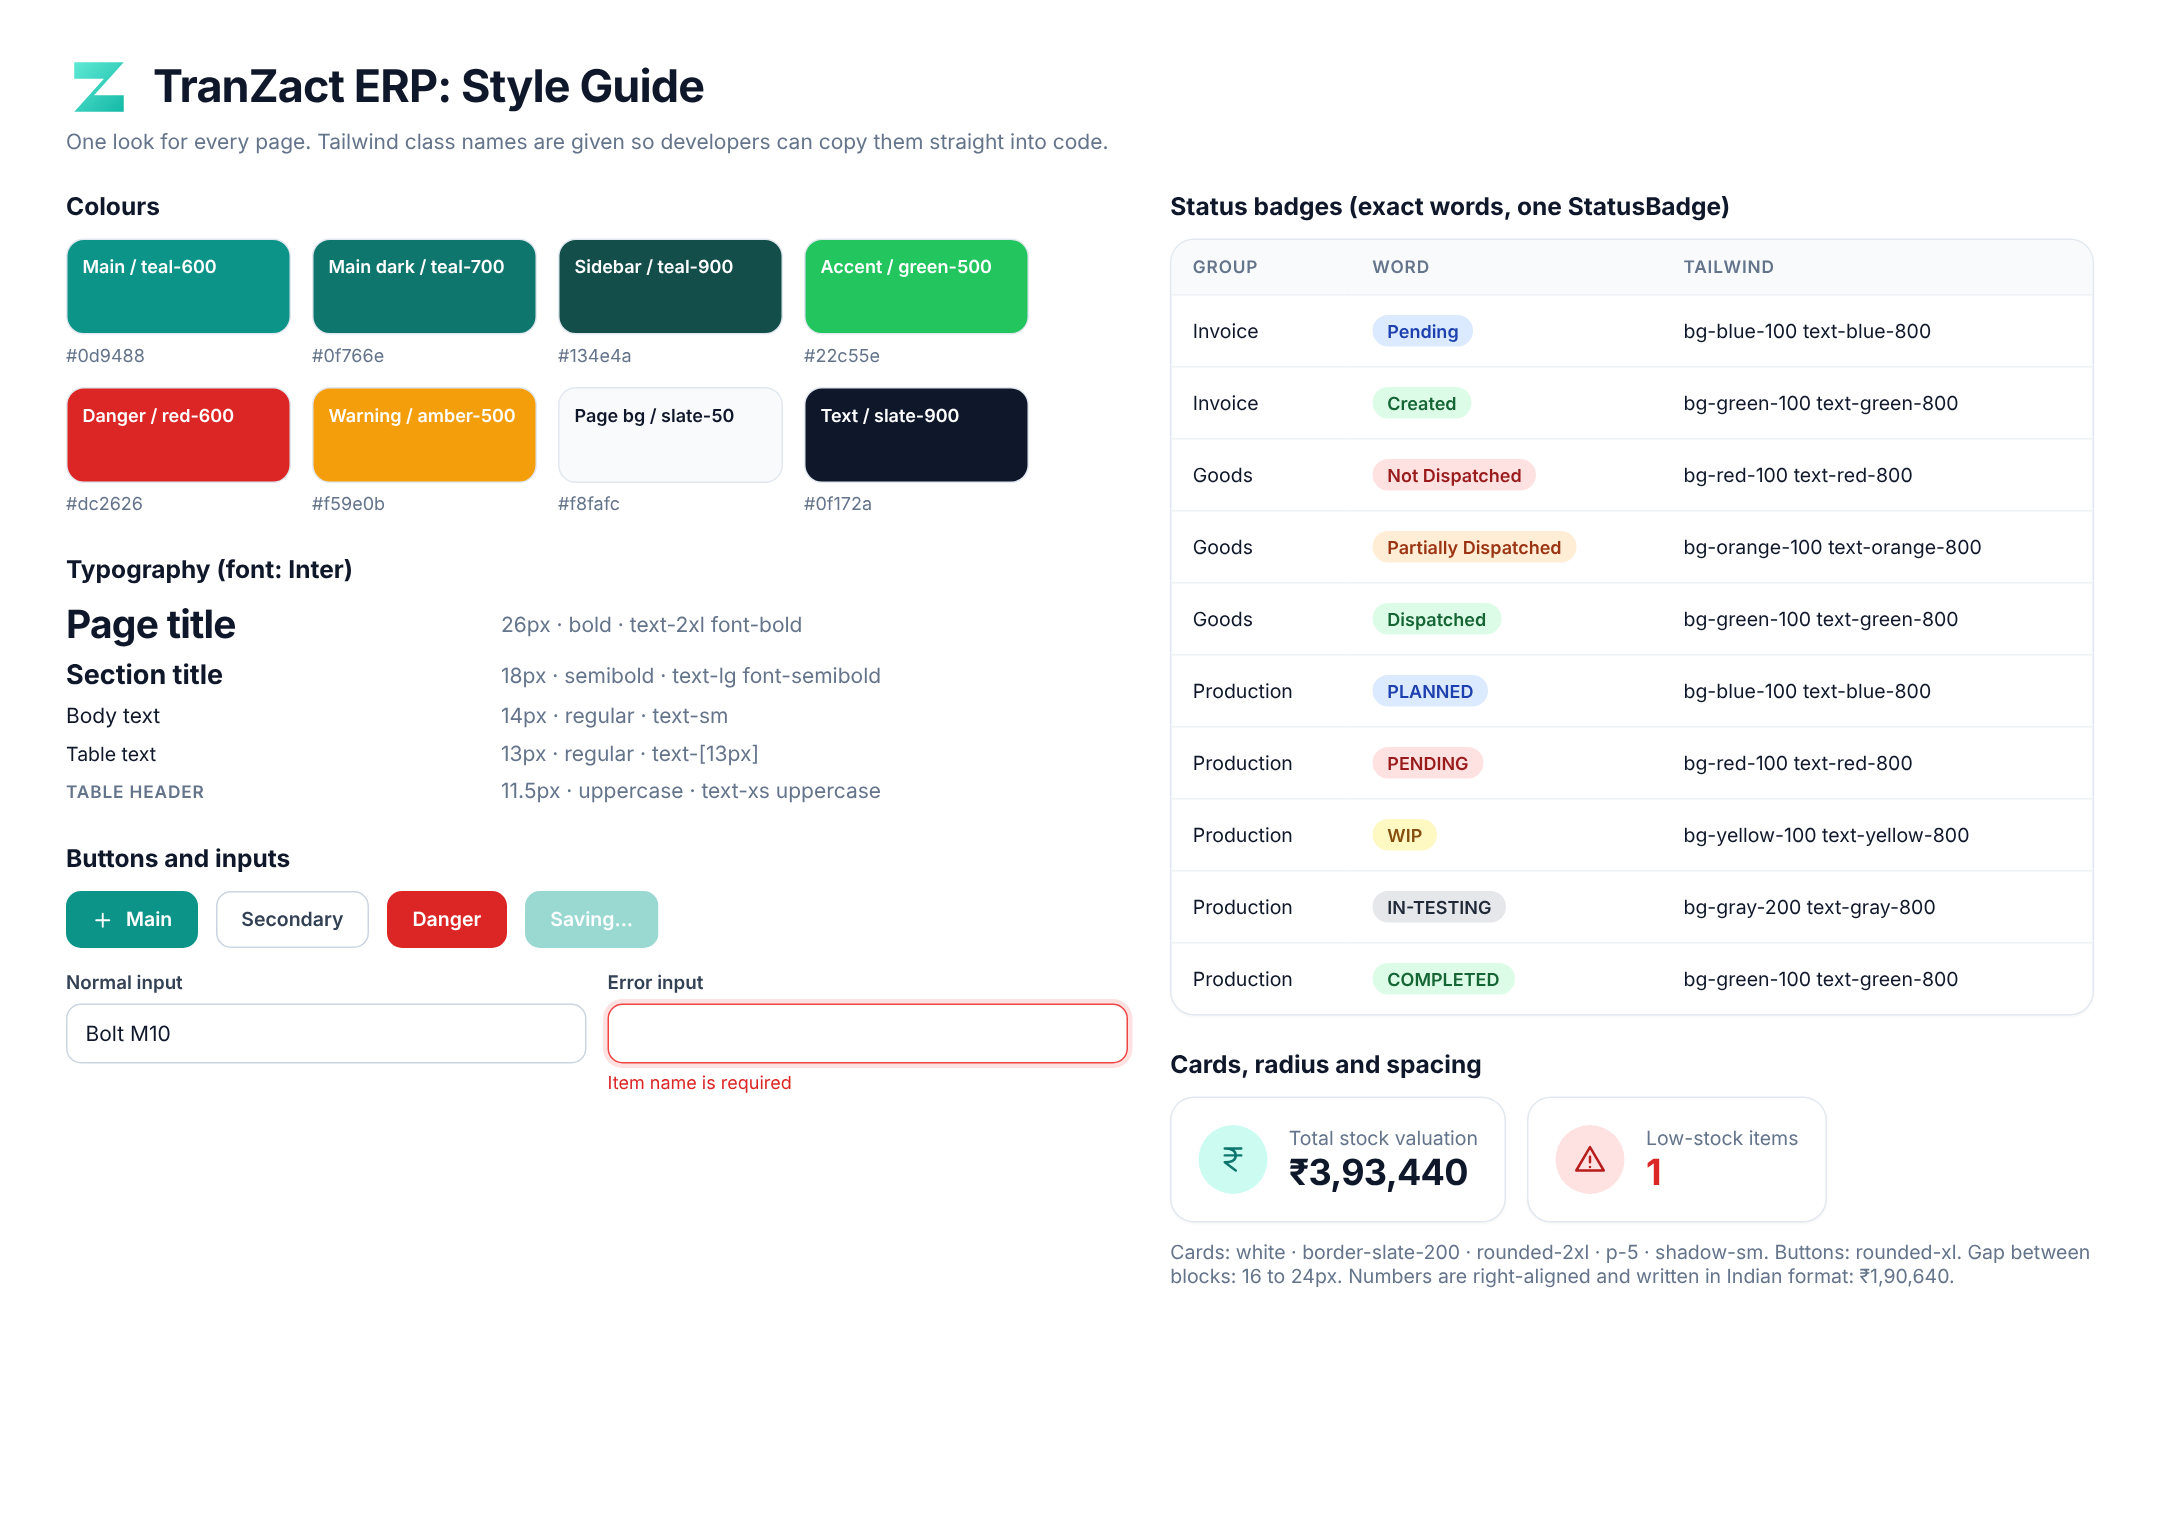 TranZact ERP: Style Guide
One look for every page. Tailwind class names are given so developers can copy them straight into code.
Colours
Main / teal-600
Main dark / teal-700
Sidebar / teal-900
Accent / green-500
#0d9488
#0f766e
#134e4a
#22c55e
Danger / red-600
Warning / amber-500
Page bg / slate-50
Text / slate-900
#dc2626
#f59e0b
#f8fafc
#0f172a
Typography (font: Inter)
Page title
26px · bold · text-2xl font-bold
Section title
18px · semibold · text-lg font-semibold
Body text
14px · regular · text-sm
Table text
13px · regular · text-[13px]
TABLE HEADER
11.5px · uppercase · text-xs uppercase
Buttons and inputs
+ Main
Secondary
Danger
Saving...
Normal input
Error input
Bolt M10
Item name is required
Status badges (exact words, one StatusBadge)
GROUP WORD TAILWIND
Invoice Pending bg-blue-100 text-blue-800
Invoice Created bg-green-100 text-green-800
Goods Not Dispatched bg-red-100 text-red-800
Goods Partially Dispatched bg-orange-100 text-orange-800
Goods Dispatched bg-green-100 text-green-800
Production PLANNED bg-blue-100 text-blue-800
Production PENDING bg-red-100 text-red-800
Production WIP bg-yellow-100 text-yellow-800
Production IN-TESTING bg-gray-200 text-gray-800
Production COMPLETED bg-green-100 text-green-800
Cards, radius and spacing
₹
Total stock valuation
₹3,93,440
Low-stock items
1
Cards: white · border-slate-200 · rounded-2xl · p-5 · shadow-sm. Buttons: rounded-xl. Gap between
blocks: 16 to 24px. Numbers are right-aligned and written in Indian format: ₹1,90,640.